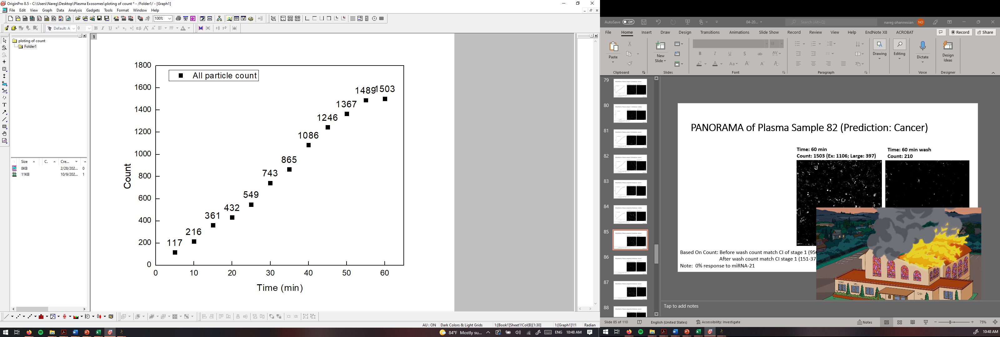 OriginPro 8.5 - C:\Users\Nareg\Desktop\Plasma Exosomes\ploting of count * - /Folder1/ - [Graph1]
File Edit View Graph Data Analysis Gadgets Tools Format Window Help
100%
Default: A
0
B I U
ploting of count
Folder1
Size C. Cre...
8KB 2/28/202... 0
11KB 10/9/202... 1
1
All particle count
1800
1600
1400
1200
1000
800
600
400
200
0
Count
117
216
361
432
549
743
865
1086
1246
1367
1489
1503
0 10 20 30 40 50 60
Time (min)
AU : ON Dark Colors & Light Grids 1:[Book1]Sheet1!Col(B)[1:30] 1:[Graph1]1!1 Radian
84°F Mostly su... ENG 10:48 AM
AutoSave Off 04-20... Search (Alt+Q) nareg ohannesian NO
File Home Insert Draw Design Transitions Animations Slide Show Record Review View Help EndNote X8 ACROBAT Record Share
Paste
New
Slide
18
B I U S ab AV
Aa A A
Drawing
Editing
Dictate
Design
Ideas
Clipboard Slides Font Paragraph Voice Designer
79
80
81
82
83
84
85
86
87
88
PANORAMA of Plasma Sample 82 (Prediction: Cancer)
Time: 60 min
Count: 1503 (Ex: 1106; Large: 397)
Time: 60 min wash
Count: 210
Based On Count: Before wash count match CI of stage 1
After wash count match CI stage 1
Note: 0% response to miRNA-21
Tap to add notes
Slide 85 of 110 English (United States) Accessibility: Investigate Notes 75%
10:48 AM